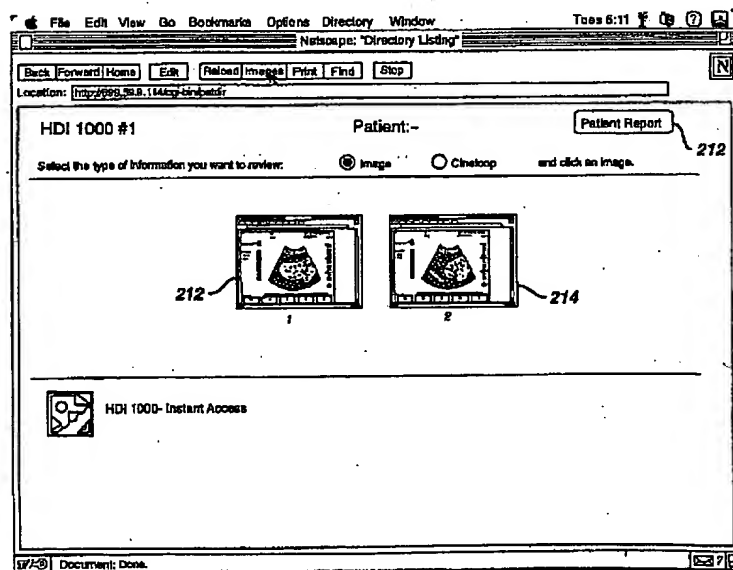 File Edit View Go Bookmarks Options Directory Window Tues 6:11
Netscape: "Directory Listing"
Back Forward Home Edit Reload Images Print Find Stop
N
Location:
HDI 1000 #1 Patient:- Patient Report
212
Select the type of information you want to review: Image Cineloop and click an image.
212
214
1 2
HDI 1000- Instant Access
Document: Done.